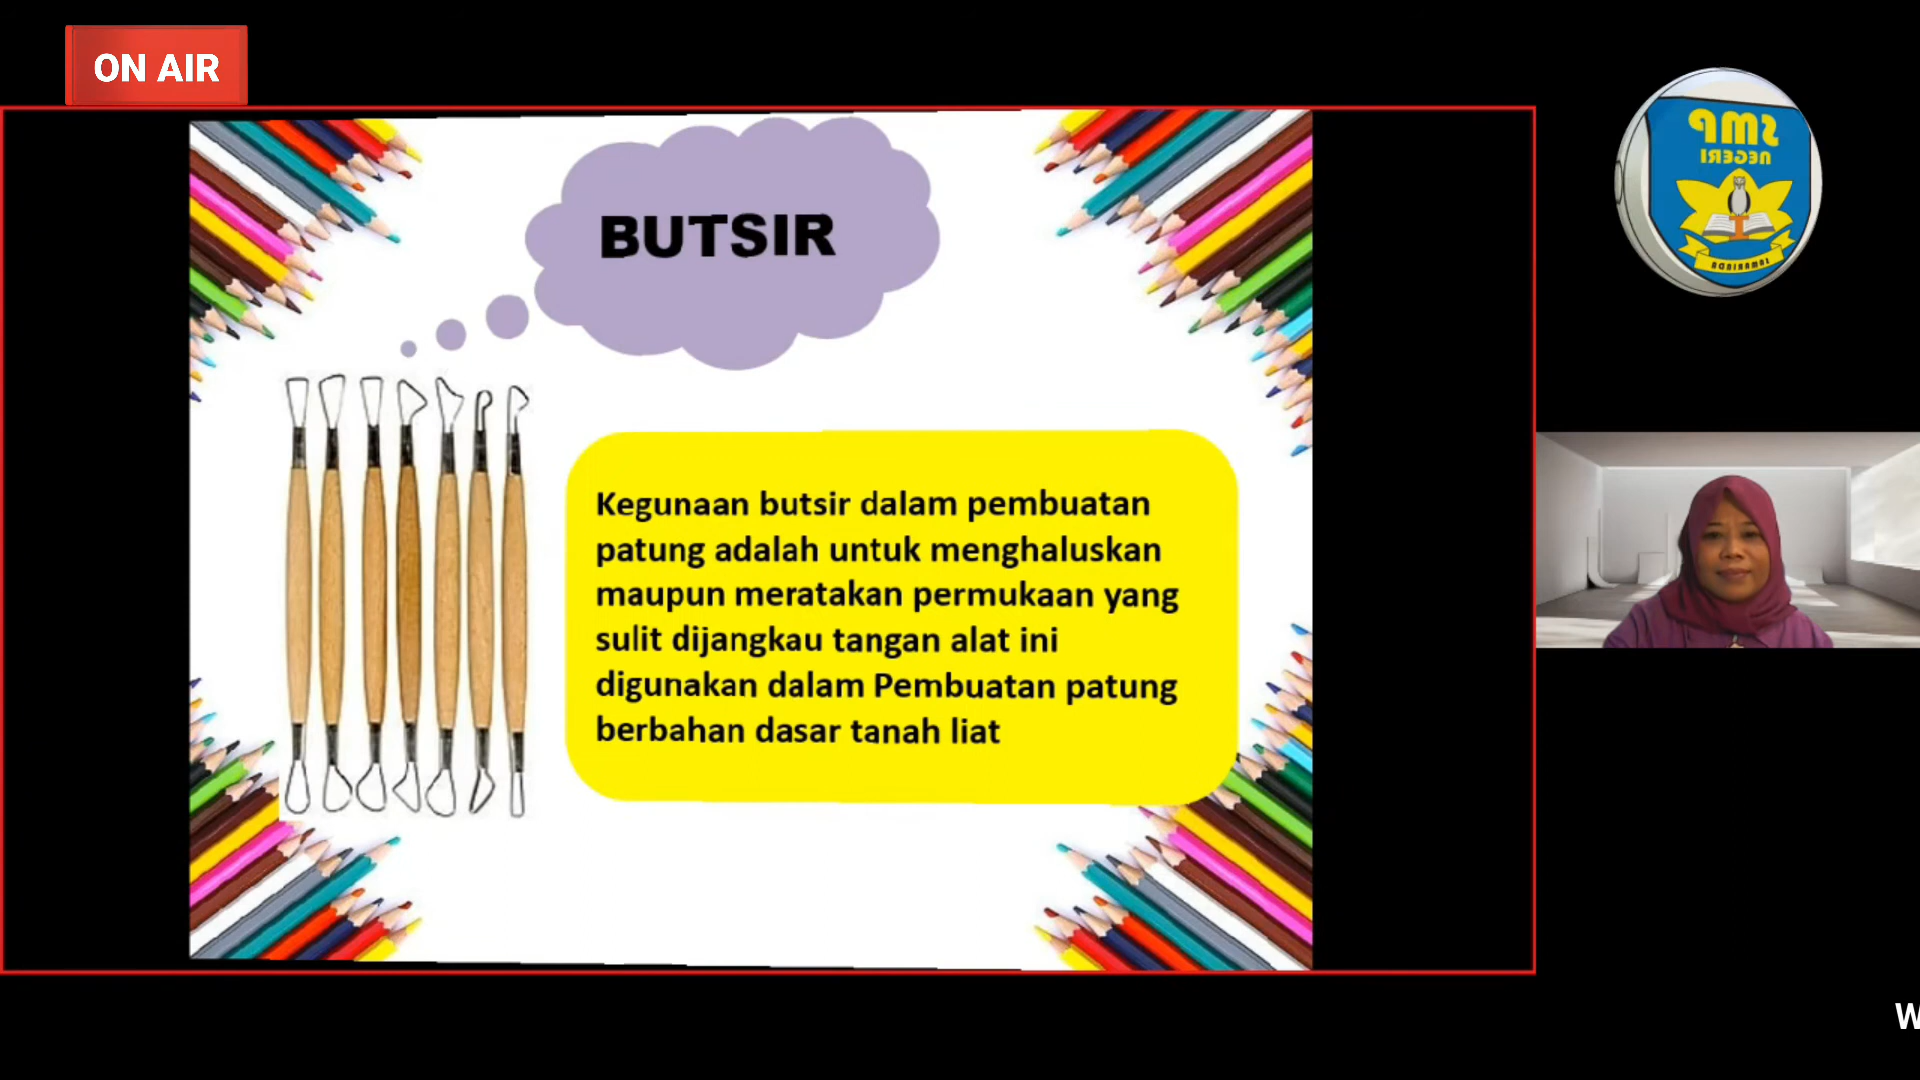 ON AIR
SMP
NEGERI
SAMARINDA
BUTSIR
Kegunaan butsir dalam pembuatan
patung adalah untuk menghaluskan
maupun meratakan permukaan yang
sulit dijangkau tangan alat ini
digunakan dalam Pembuatan patung
berbahan dasar tanah liat
W